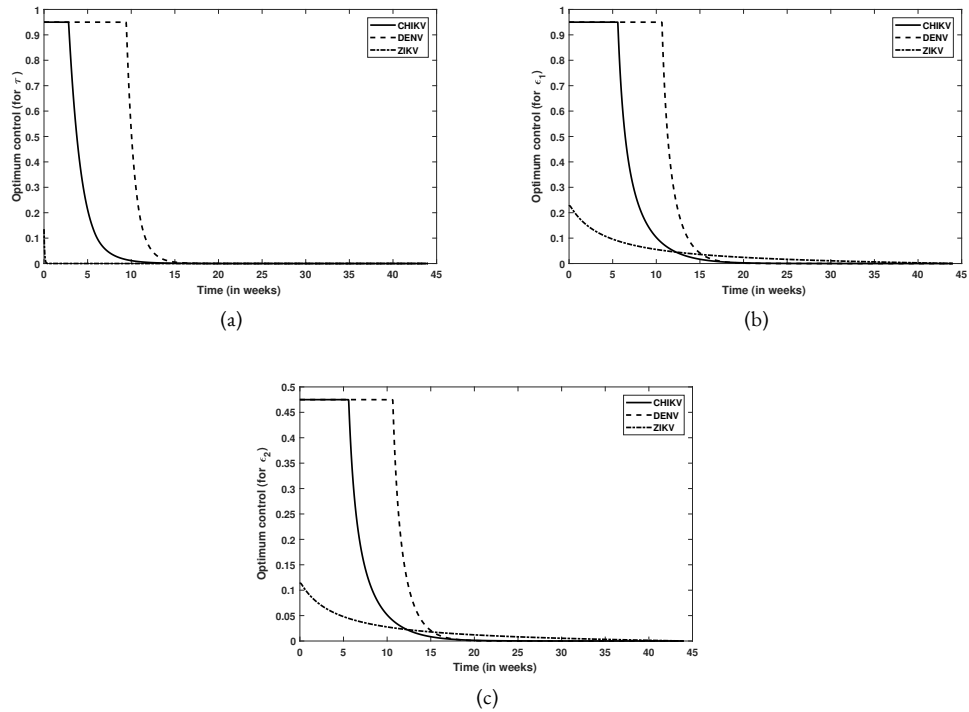 Optimum control (for τ)
1
0.9
0.8
0.7
0.6
0.5
0.4
0.3
0.2
0.1
0
0 5 10 15 20 25 30 35 40 45
Time (in weeks)
CHIKV
DENV
ZIKV
(a)
Optimum control (for ϵ1)
1
0.9
0.8
0.7
0.6
0.5
0.4
0.3
0.2
0.1
0
0 5 10 15 20 25 30 35 40 45
Time (in weeks)
CHIKV
DENV
ZIKV
(b)
Optimum control (for ϵ2)
0.5
0.45
0.4
0.35
0.3
0.25
0.2
0.15
0.1
0.05
0
0 5 10 15 20 25 30 35 40 45
Time (in weeks)
CHIKV
DENV
ZIKV
(c)